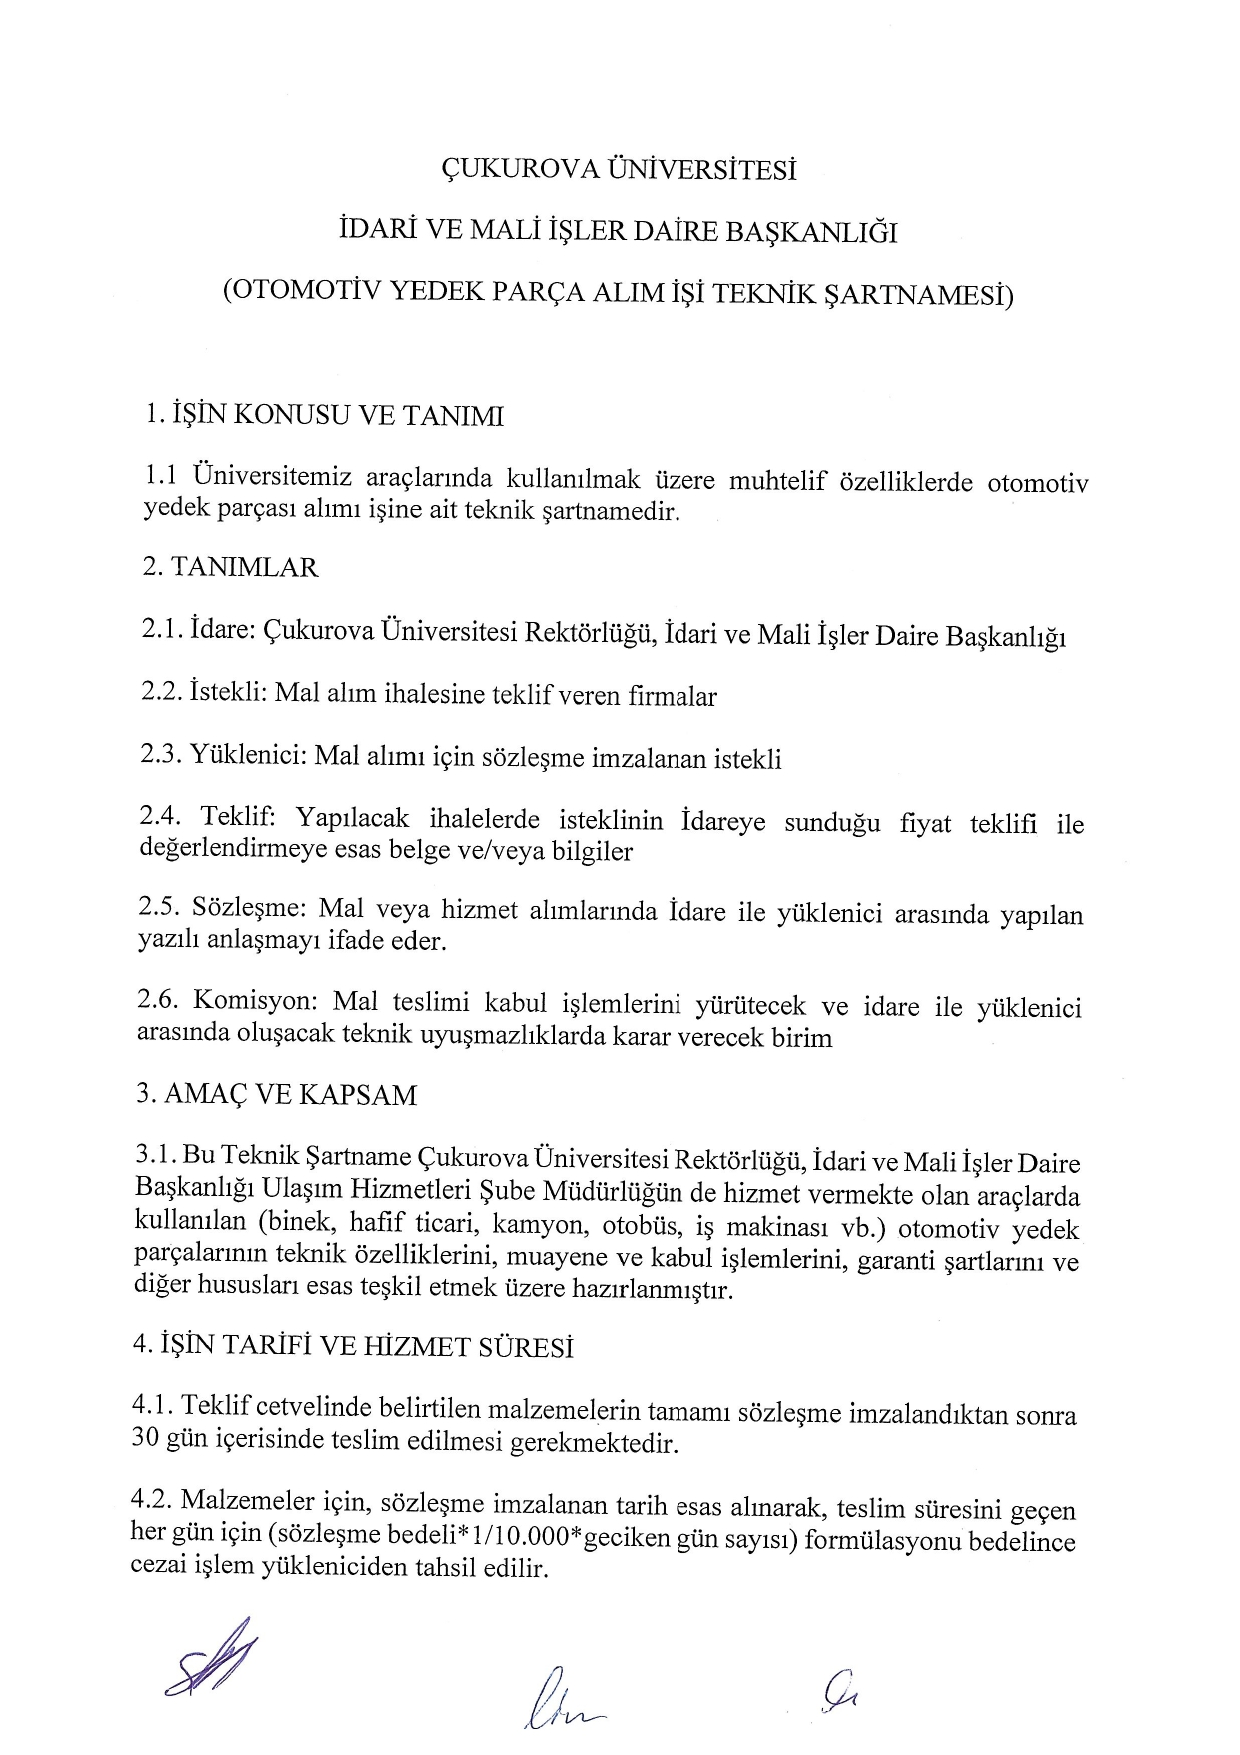 ÇUKUROVA ÜNİVERSİTESİ
İDARİ VE MALİ İŞLER DAİRE BAŞKANLIĞI
(OTOMOTİV YEDEK PARÇA ALIM İŞİ TEKNİK ŞARTNAMESİ)
1. İŞİN KONUSU VE TANIMI
1.1 Üniversitemiz araçlarında kullanılmak üzere muhtelif özelliklerde otomotiv
yedek parçası alımı işine ait teknik şartnamedir.
2. TANIMLAR
2.1. İdare: Çukurova Üniversitesi Rektörlüğü, İdari ve Mali İşler Daire Başkanlığı
2.2. İstekli: Mal alım ihalesine teklif veren firmalar
2.3. Yüklenici: Mal alımı için sözleşme imzalanan istekli
2.4. Teklif: Yapılacak ihalelerde isteklinin İdareye sunduğu fiyat teklifi ile
değerlendirmeye esas belge ve/veya bilgiler
2.5. Sözleşme: Mal veya hizmet alımlarında İdare ile yüklenici arasında yapılan
yazılı anlaşmayı ifade eder.
2.6. Komisyon: Mal teslimi kabul işlemlerini yürütecek ve idare ile yüklenici
arasında oluşacak teknik uyuşmazlıklarda karar verecek birim
3. AMAÇ VE KAPSAM
3.1. Bu Teknik Şartname Çukurova Üniversitesi Rektörlüğü, İdari ve Mali İşler Daire
Başkanlığı Ulaşım Hizmetleri Şube Müdürlüğün de hizmet vermekte olan araçlarda
kullanılan (binek, hafif ticari, kamyon, otobüs, iş makinası vb.) otomotiv yedek
parçalarının teknik özelliklerini, muayene ve kabul işlemlerini, garanti şartlarını ve
diğer hususları esas teşkil etmek üzere hazırlanmıştır.
4. İŞİN TARİFİ VE HİZMET SÜRESİ
4.1. Teklif cetvelinde belirtilen malzemelerin tamamı sözleşme imzalandıktan sonra
30 gün içerisinde teslim edilmesi gerekmektedir.
4.2. Malzemeler için, sözleşme imzalanan tarih esas alınarak, teslim süresini geçen
her gün için (sözleşme bedeli*1/10.000*geciken gün sayısı) formülasyonu bedelince
cezai işlem yükleniciden tahsil edilir.